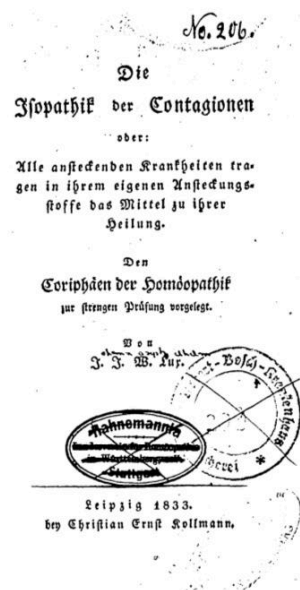 No. 206.
Die
Isopathik der Contagionen
oder:
Alle ansteckenden Krankheiten tra-
gen in ihrem eigenen Ansteckungs-
stoffe das Mittel zu ihrer
Heilung.
Den
Coriphäen der Homöopathik
zur strengen Prüfung vorgelegt.
Von
J. J. W. Lux.
Hahnemannia
Stuttgart
Leipzig 1833.
bey Christian Ernst Kollmann.